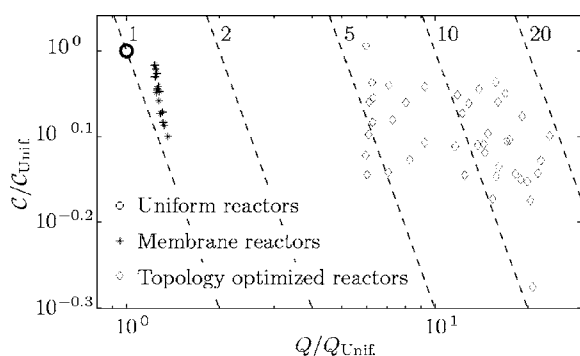 1 2 5 10 20
10^0
10^−0.1
10^−0.2
10^−0.3
C/C_Unif.
Uniform reactors
Membrane reactors
Topology optimized reactors
10^0 10^1
Q/Q_Unif.